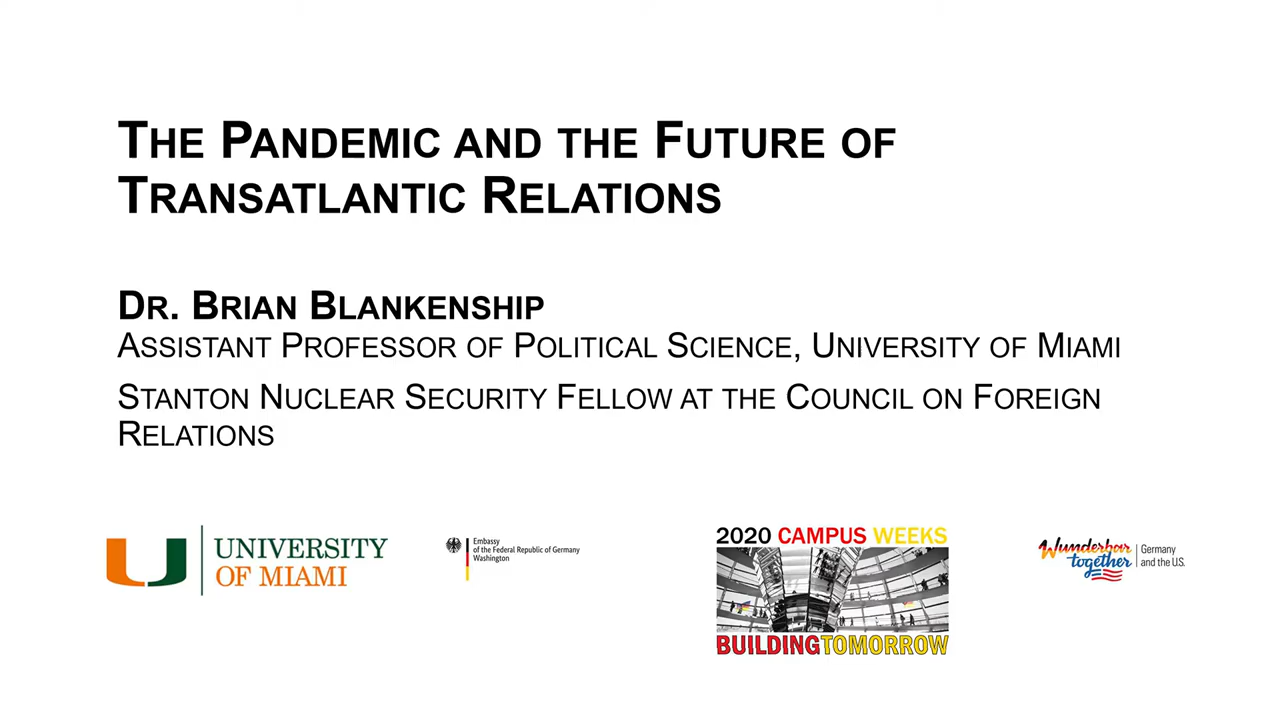 THE PANDEMIC AND THE FUTURE OF
TRANSATLANTIC RELATIONS
DR. BRIAN BLANKENSHIP
ASSISTANT PROFESSOR OF POLITICAL SCIENCE, UNIVERSITY OF MIAMI
STANTON NUCLEAR SECURITY FELLOW AT THE COUNCIL ON FOREIGN
RELATIONS
UNIVERSITY
OF MIAMI
Embassy
of the Federal Republic of Germany
Washington
2020 CAMPUS WEEKS
BUILDINGTOMORROW
Wunderbar
together
Germany
and the U.S.